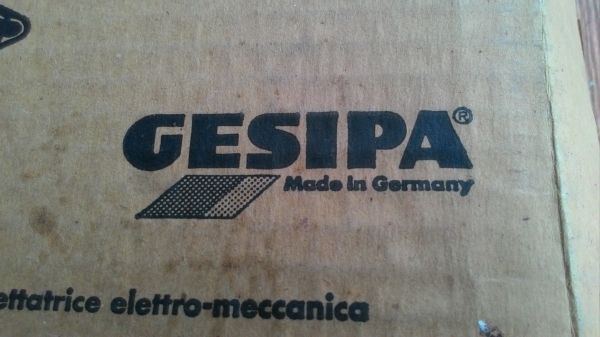 GESIPA®
Made in Germany
ettatrice elettro-meccanica